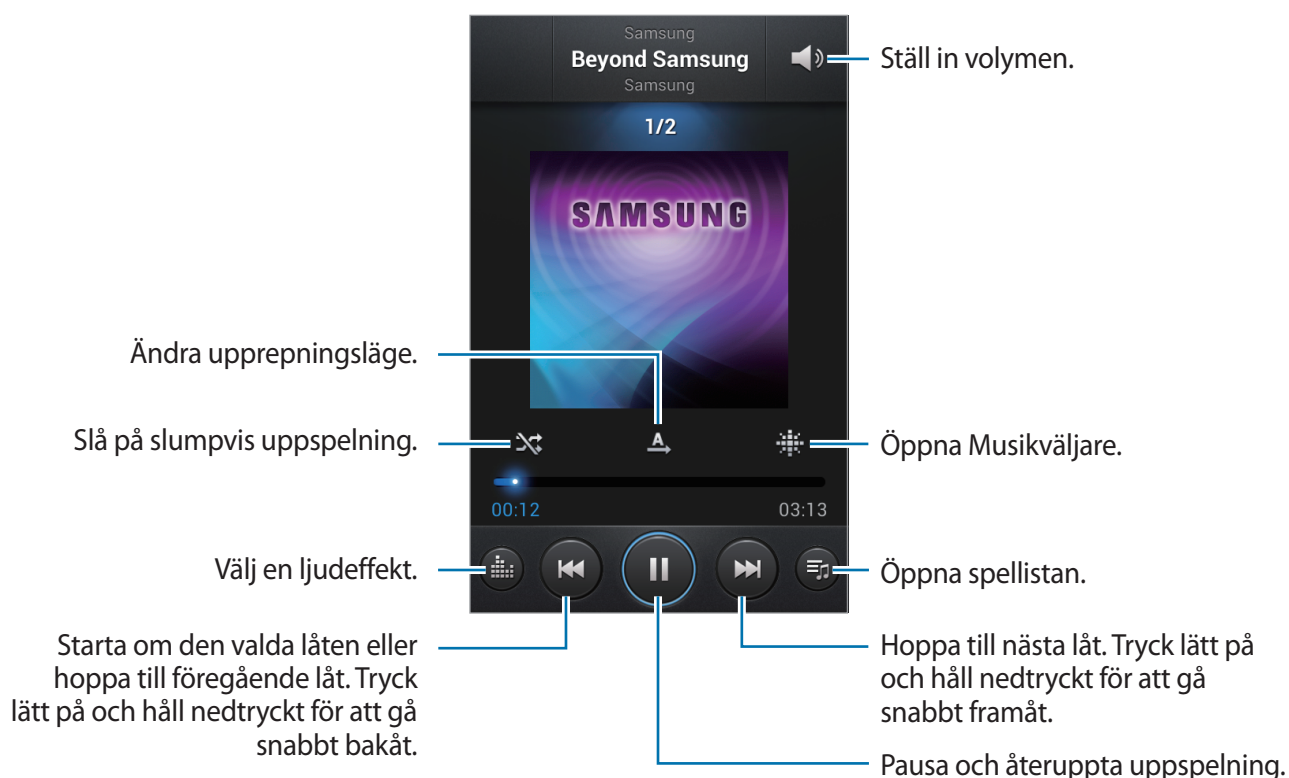 Samsung
Beyond Samsung
Samsung
Ställ in volymen.
1/2
SAMSUNG
Ändra upprepningsläge.
Slå på slumpvis uppspelning.
A
Öppna Musikväljare.
00:12
03:13
Välj en ljudeffekt.
Öppna spellistan.
Starta om den valda låten eller
hoppa till föregående låt. Tryck
lätt på och håll nedtryckt för att gå
snabbt bakåt.
Hoppa till nästa låt. Tryck lätt på
och håll nedtryckt för att gå
snabbt framåt.
Pausa och återuppta uppspelning.